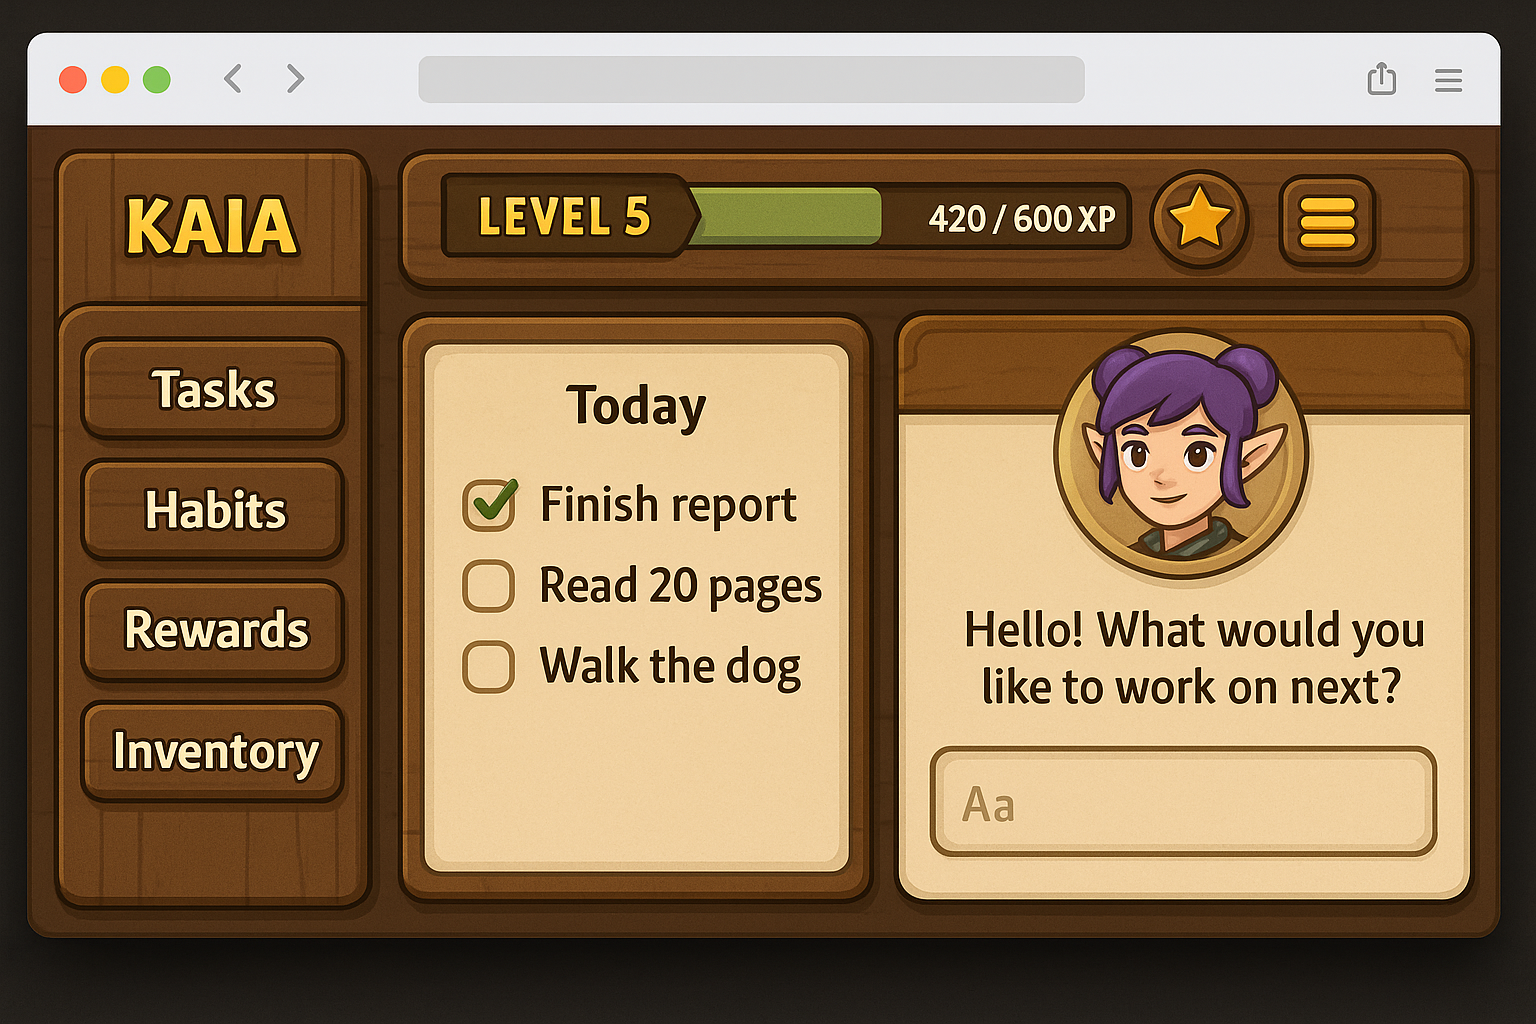 KAIA
LEVEL 5
420 / 600 XP
Tasks
Habits
Rewards
Inventory
Today
Finish report
Read 20 pages
Walk the dog
Hello! What would you
like to work on next?
Aa